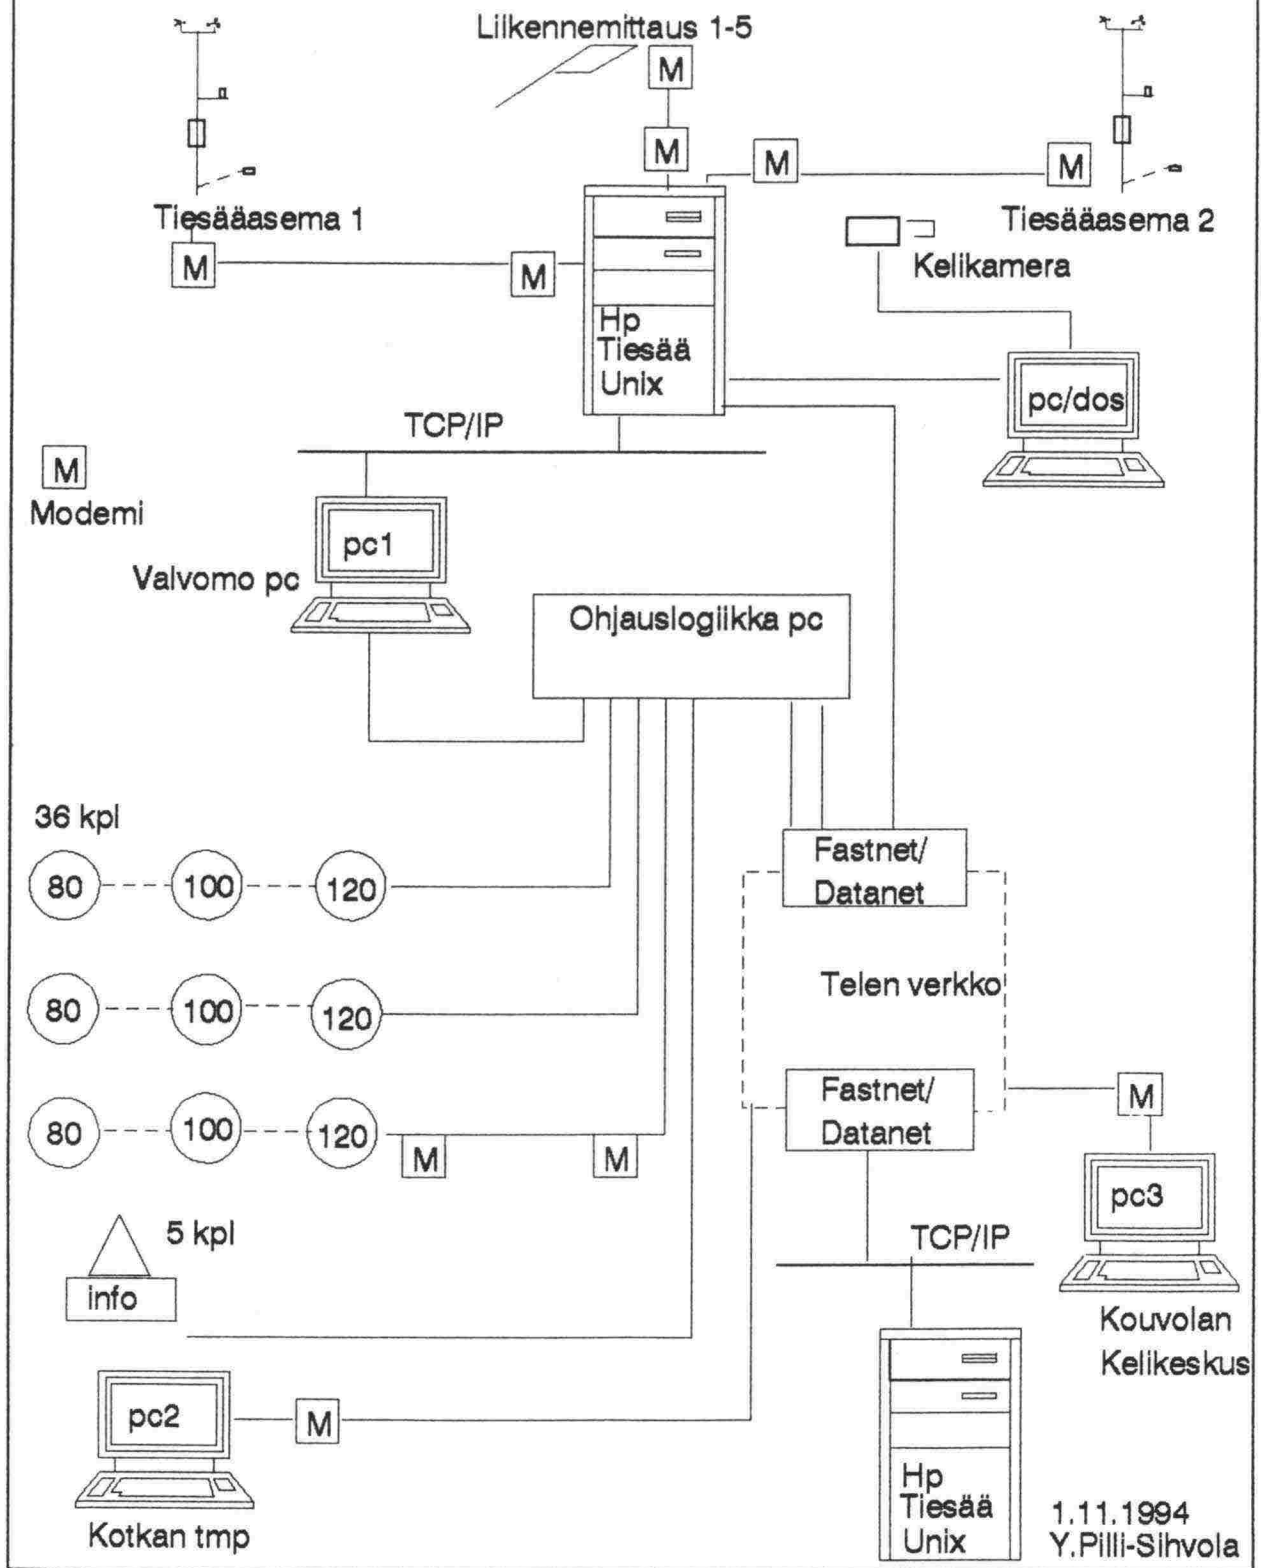 Liikennemittaus 1-5
M
M
M
M
Tiesääasema 1
Tiesääasema 2
M
M
Kelikamera
Hp
Tiesää
Unix
pc/dos
TCP/IP
M
Modemi
pc1
Valvomo pc
Ohjauslogiikka pc
36 kpl
80 100 120
Fastnet/
Datanet
80 100 120
Telen verkko
80 100 120
M M
Fastnet/
Datanet
M
pc3
5 kpl
info
TCP/IP
Kouvolan
Kelikeskus
pc2
M
Kotkan tmp
Hp
Tiesää
Unix
1.11.1994
Y.Pilli-Sihvola